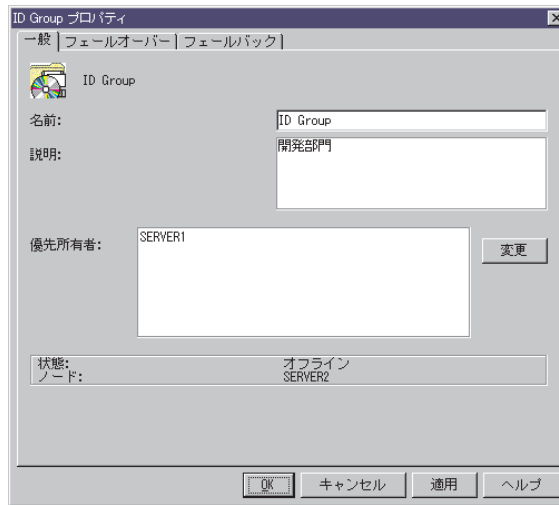 ID Group プロパティ
一般 フェールオーバー フェールバック
ID Group
名前: ID Group
説明: 開発部門
優先所有者: SERVER1
変更
状態: オフライン
ノード: SERVER2
OK キャンセル 適用 ヘルプ